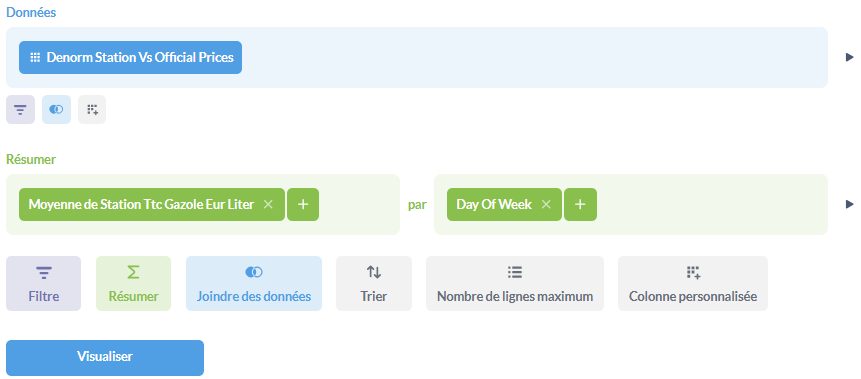 Données
Denorm Station Vs Official Prices
Résumer
Moyenne de Station Ttc Gazole Eur Liter × +
par
Day Of Week × +
Filtre
Résumer
Joindre des données
Trier
Nombre de lignes maximum
Colonne personnalisée
Visualiser